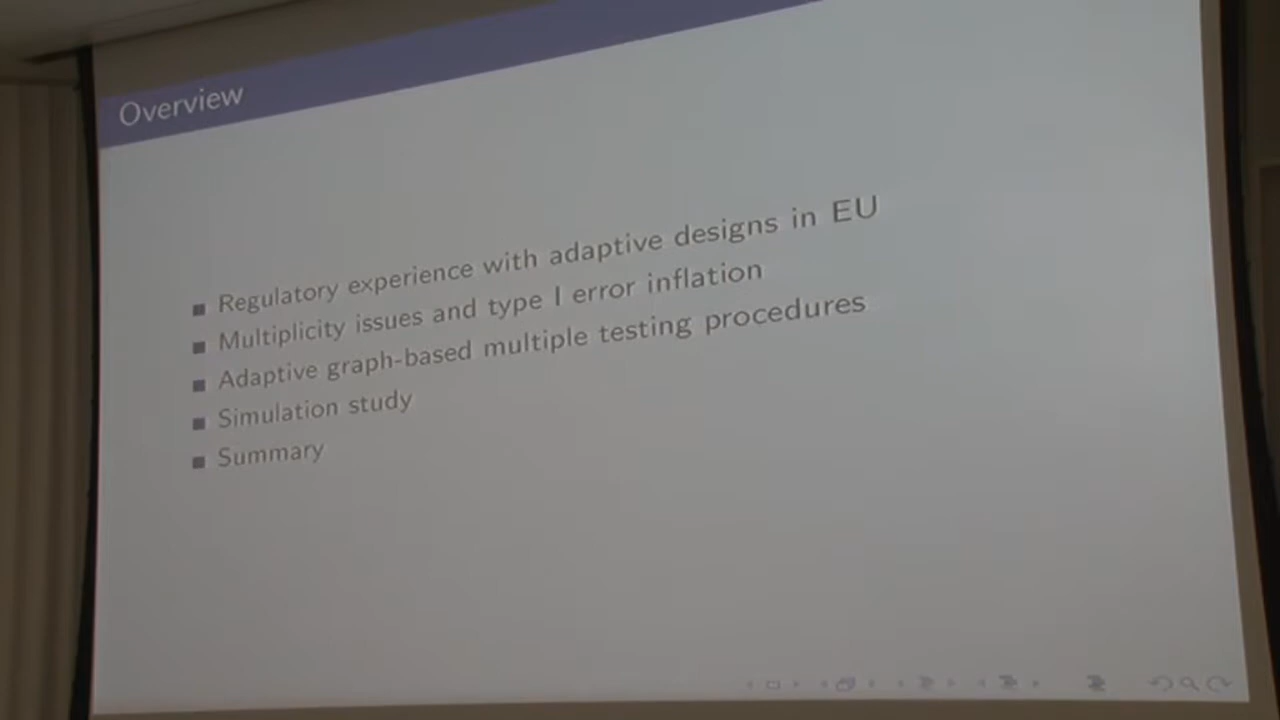 Overview
Regulatory experience with adaptive designs in EU
Multiplicity issues and type I error inflation
Adaptive graph-based multiple testing procedures
Simulation study
Summary